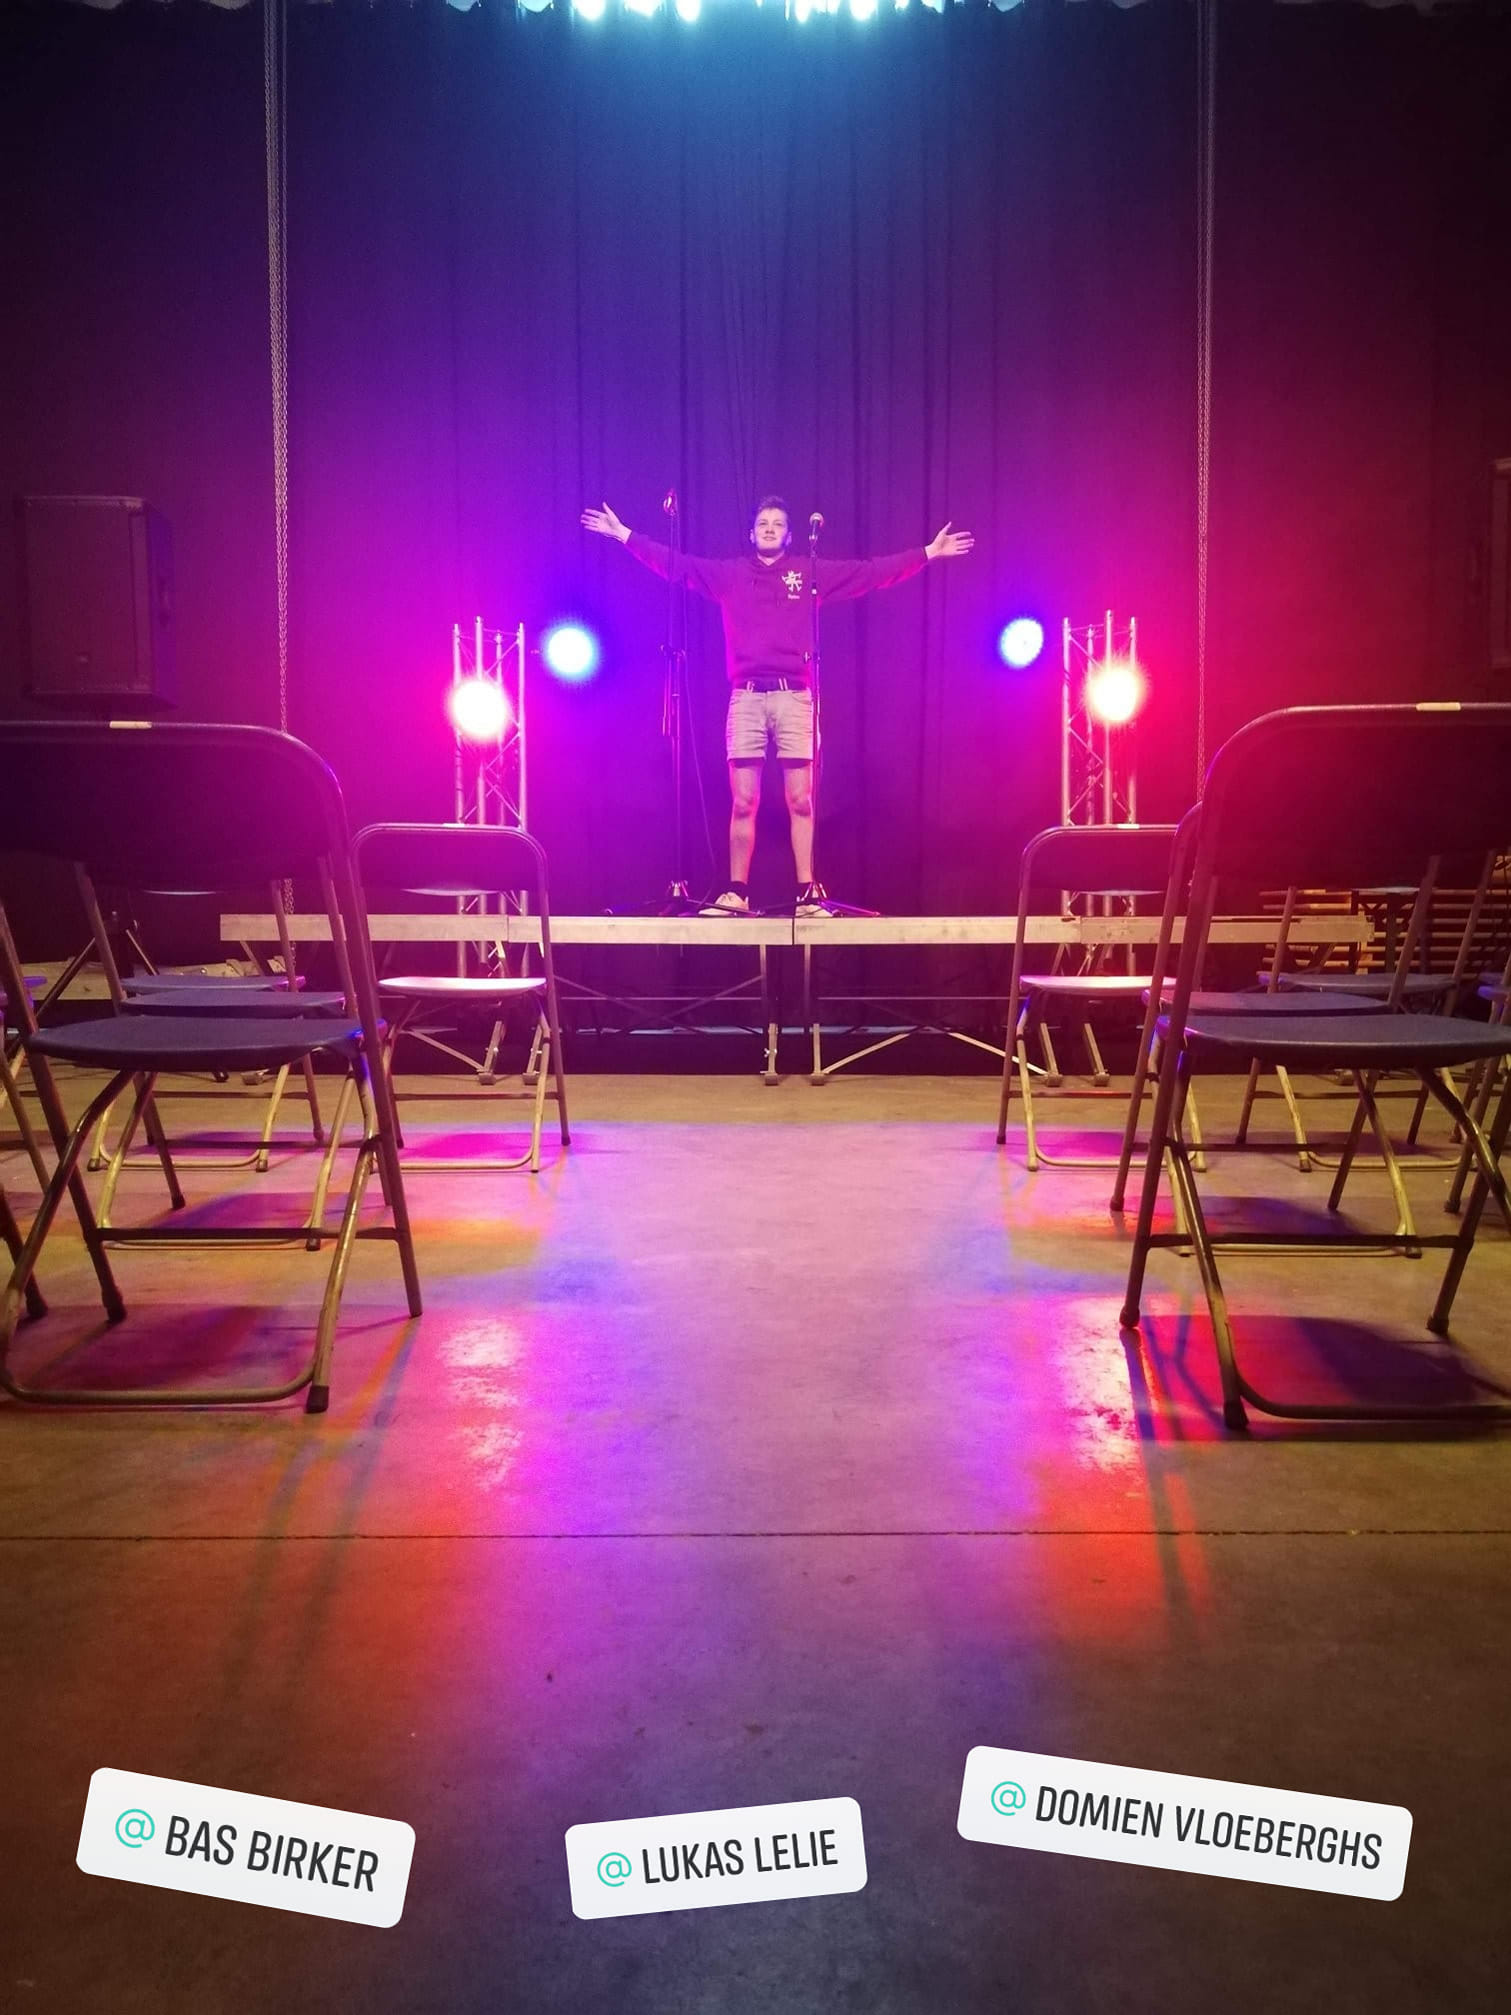 @ BAS BIRKER
@ LUKAS LELIE
@ DOMIEN VLOEBERGHS